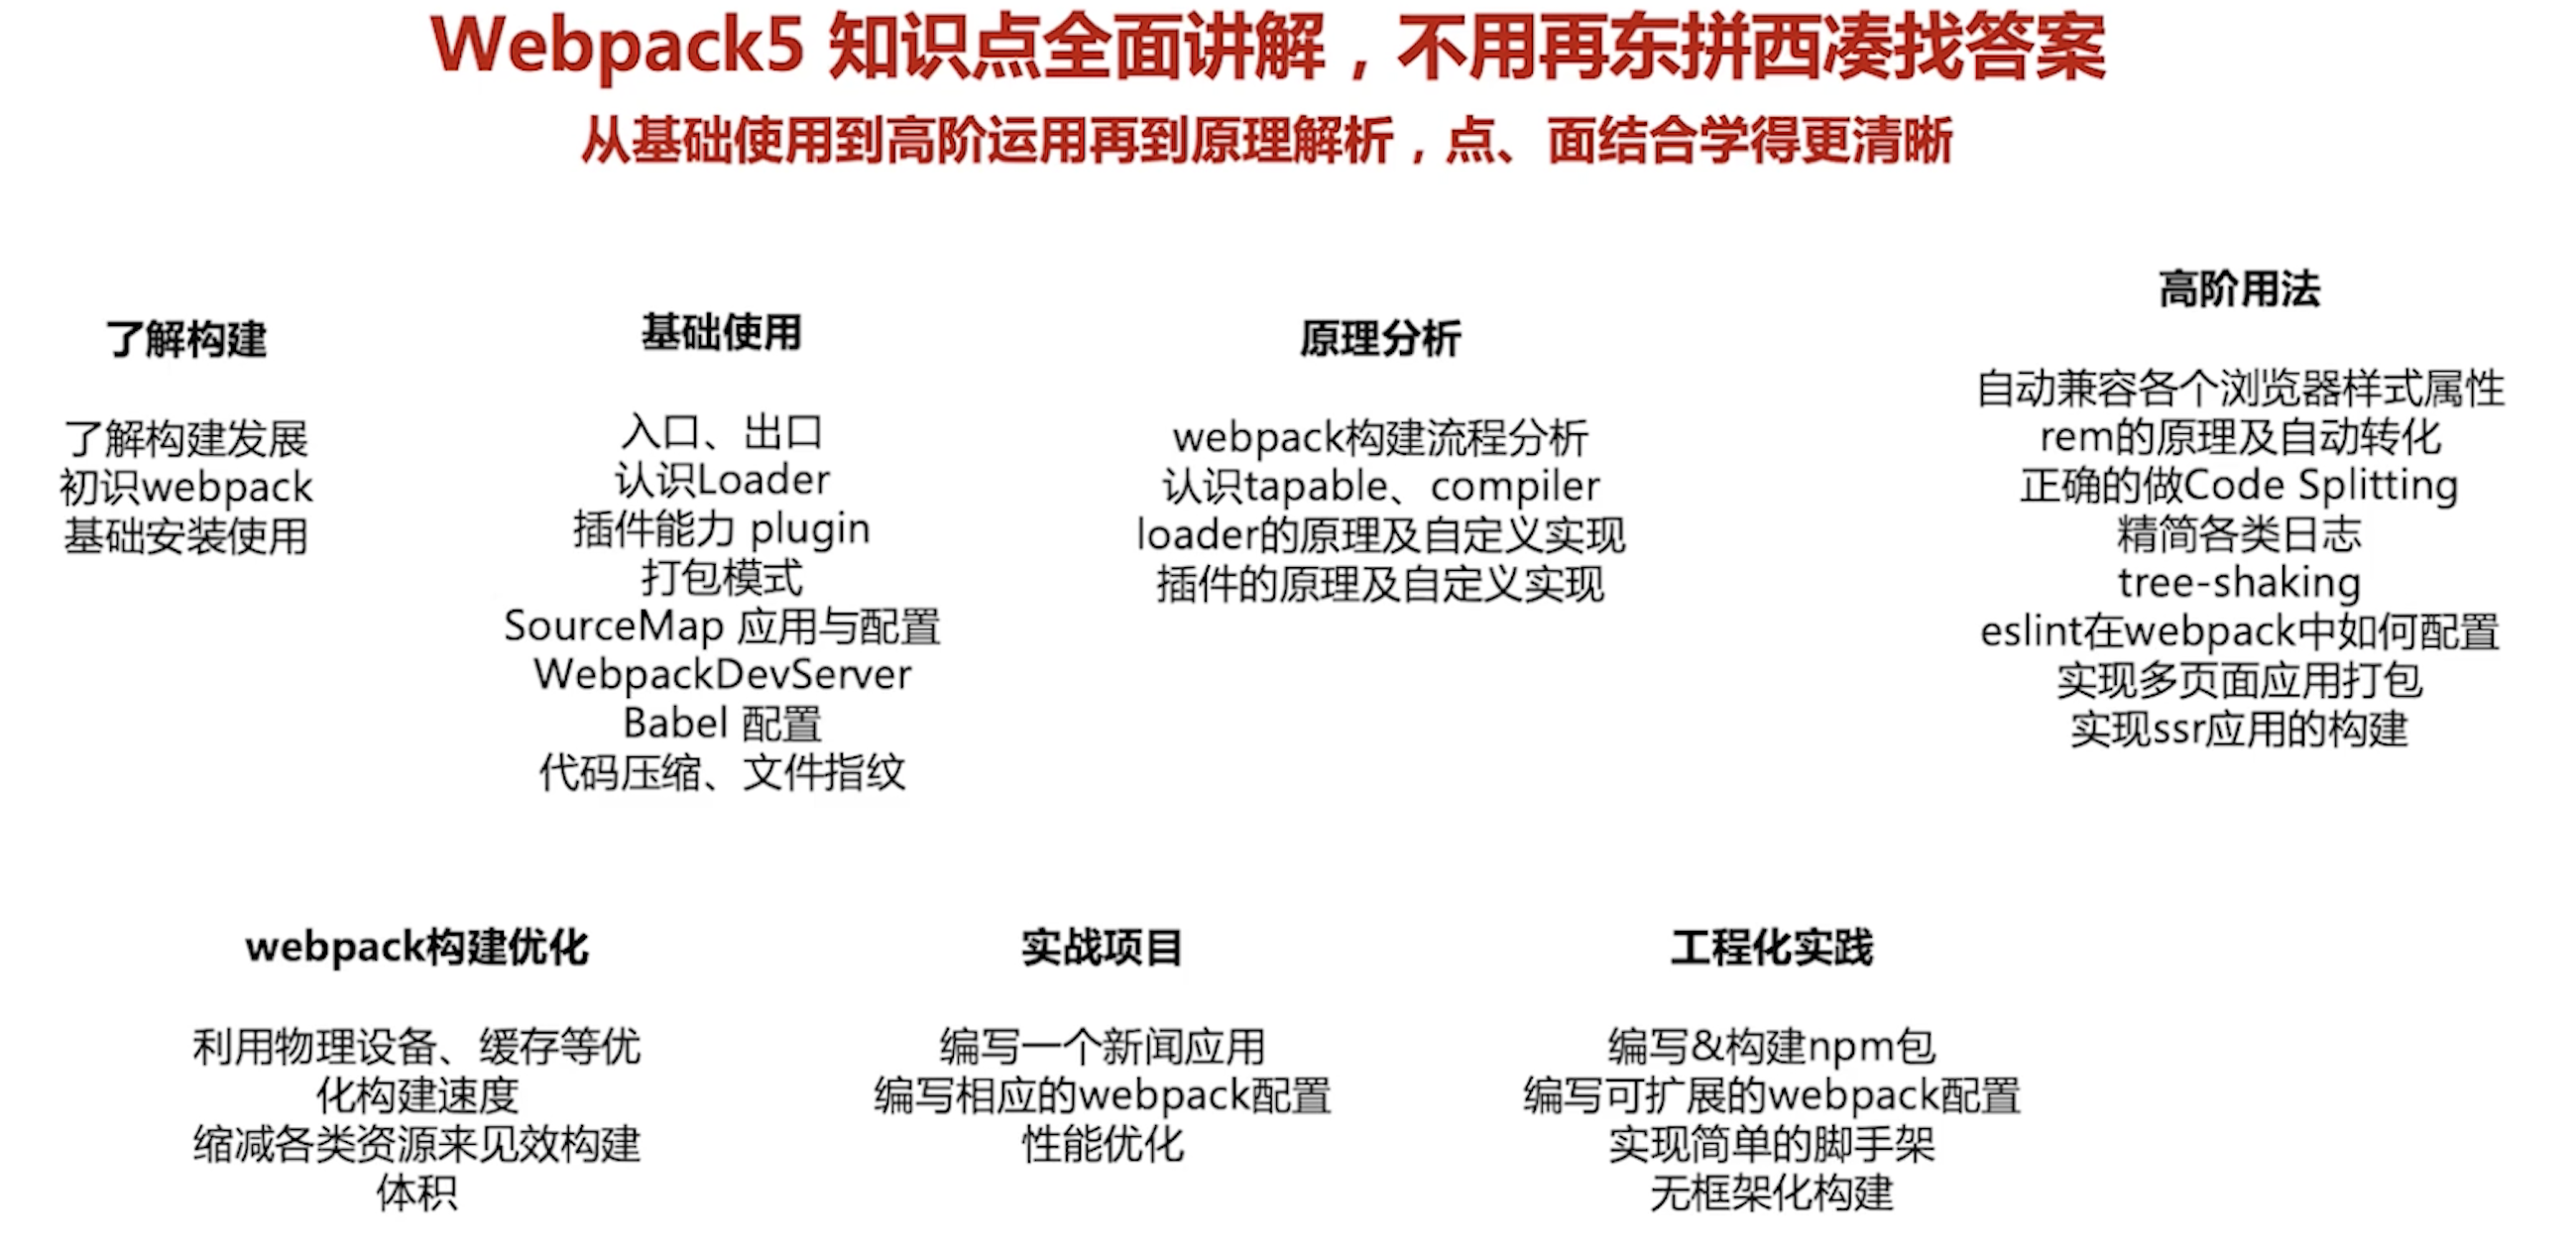 Webpack5 知识点全面讲解，不用再东拼西凑找答案
从基础使用到高阶运用再到原理解析，点、面结合学得更清晰
了解构建
了解构建发展
初识webpack
基础安装使用
基础使用
入口、出口
认识Loader
插件能力 plugin
打包模式
SourceMap 应用与配置
WebpackDevServer
Babel 配置
代码压缩、文件指纹
原理分析
webpack构建流程分析
认识tapable、compiler
loader的原理及自定义实现
插件的原理及自定义实现
高阶用法
自动兼容各个浏览器样式属性
rem的原理及自动转化
正确的做Code Splitting
精简各类日志
tree-shaking
eslint在webpack中如何配置
实现多页面应用打包
实现ssr应用的构建
webpack构建优化
利用物理设备、缓存等优
化构建速度
缩减各类资源来见效构建
体积
实战项目
编写一个新闻应用
编写相应的webpack配置
性能优化
工程化实践
编写&构建npm包
编写可扩展的webpack配置
实现简单的脚手架
无框架化构建